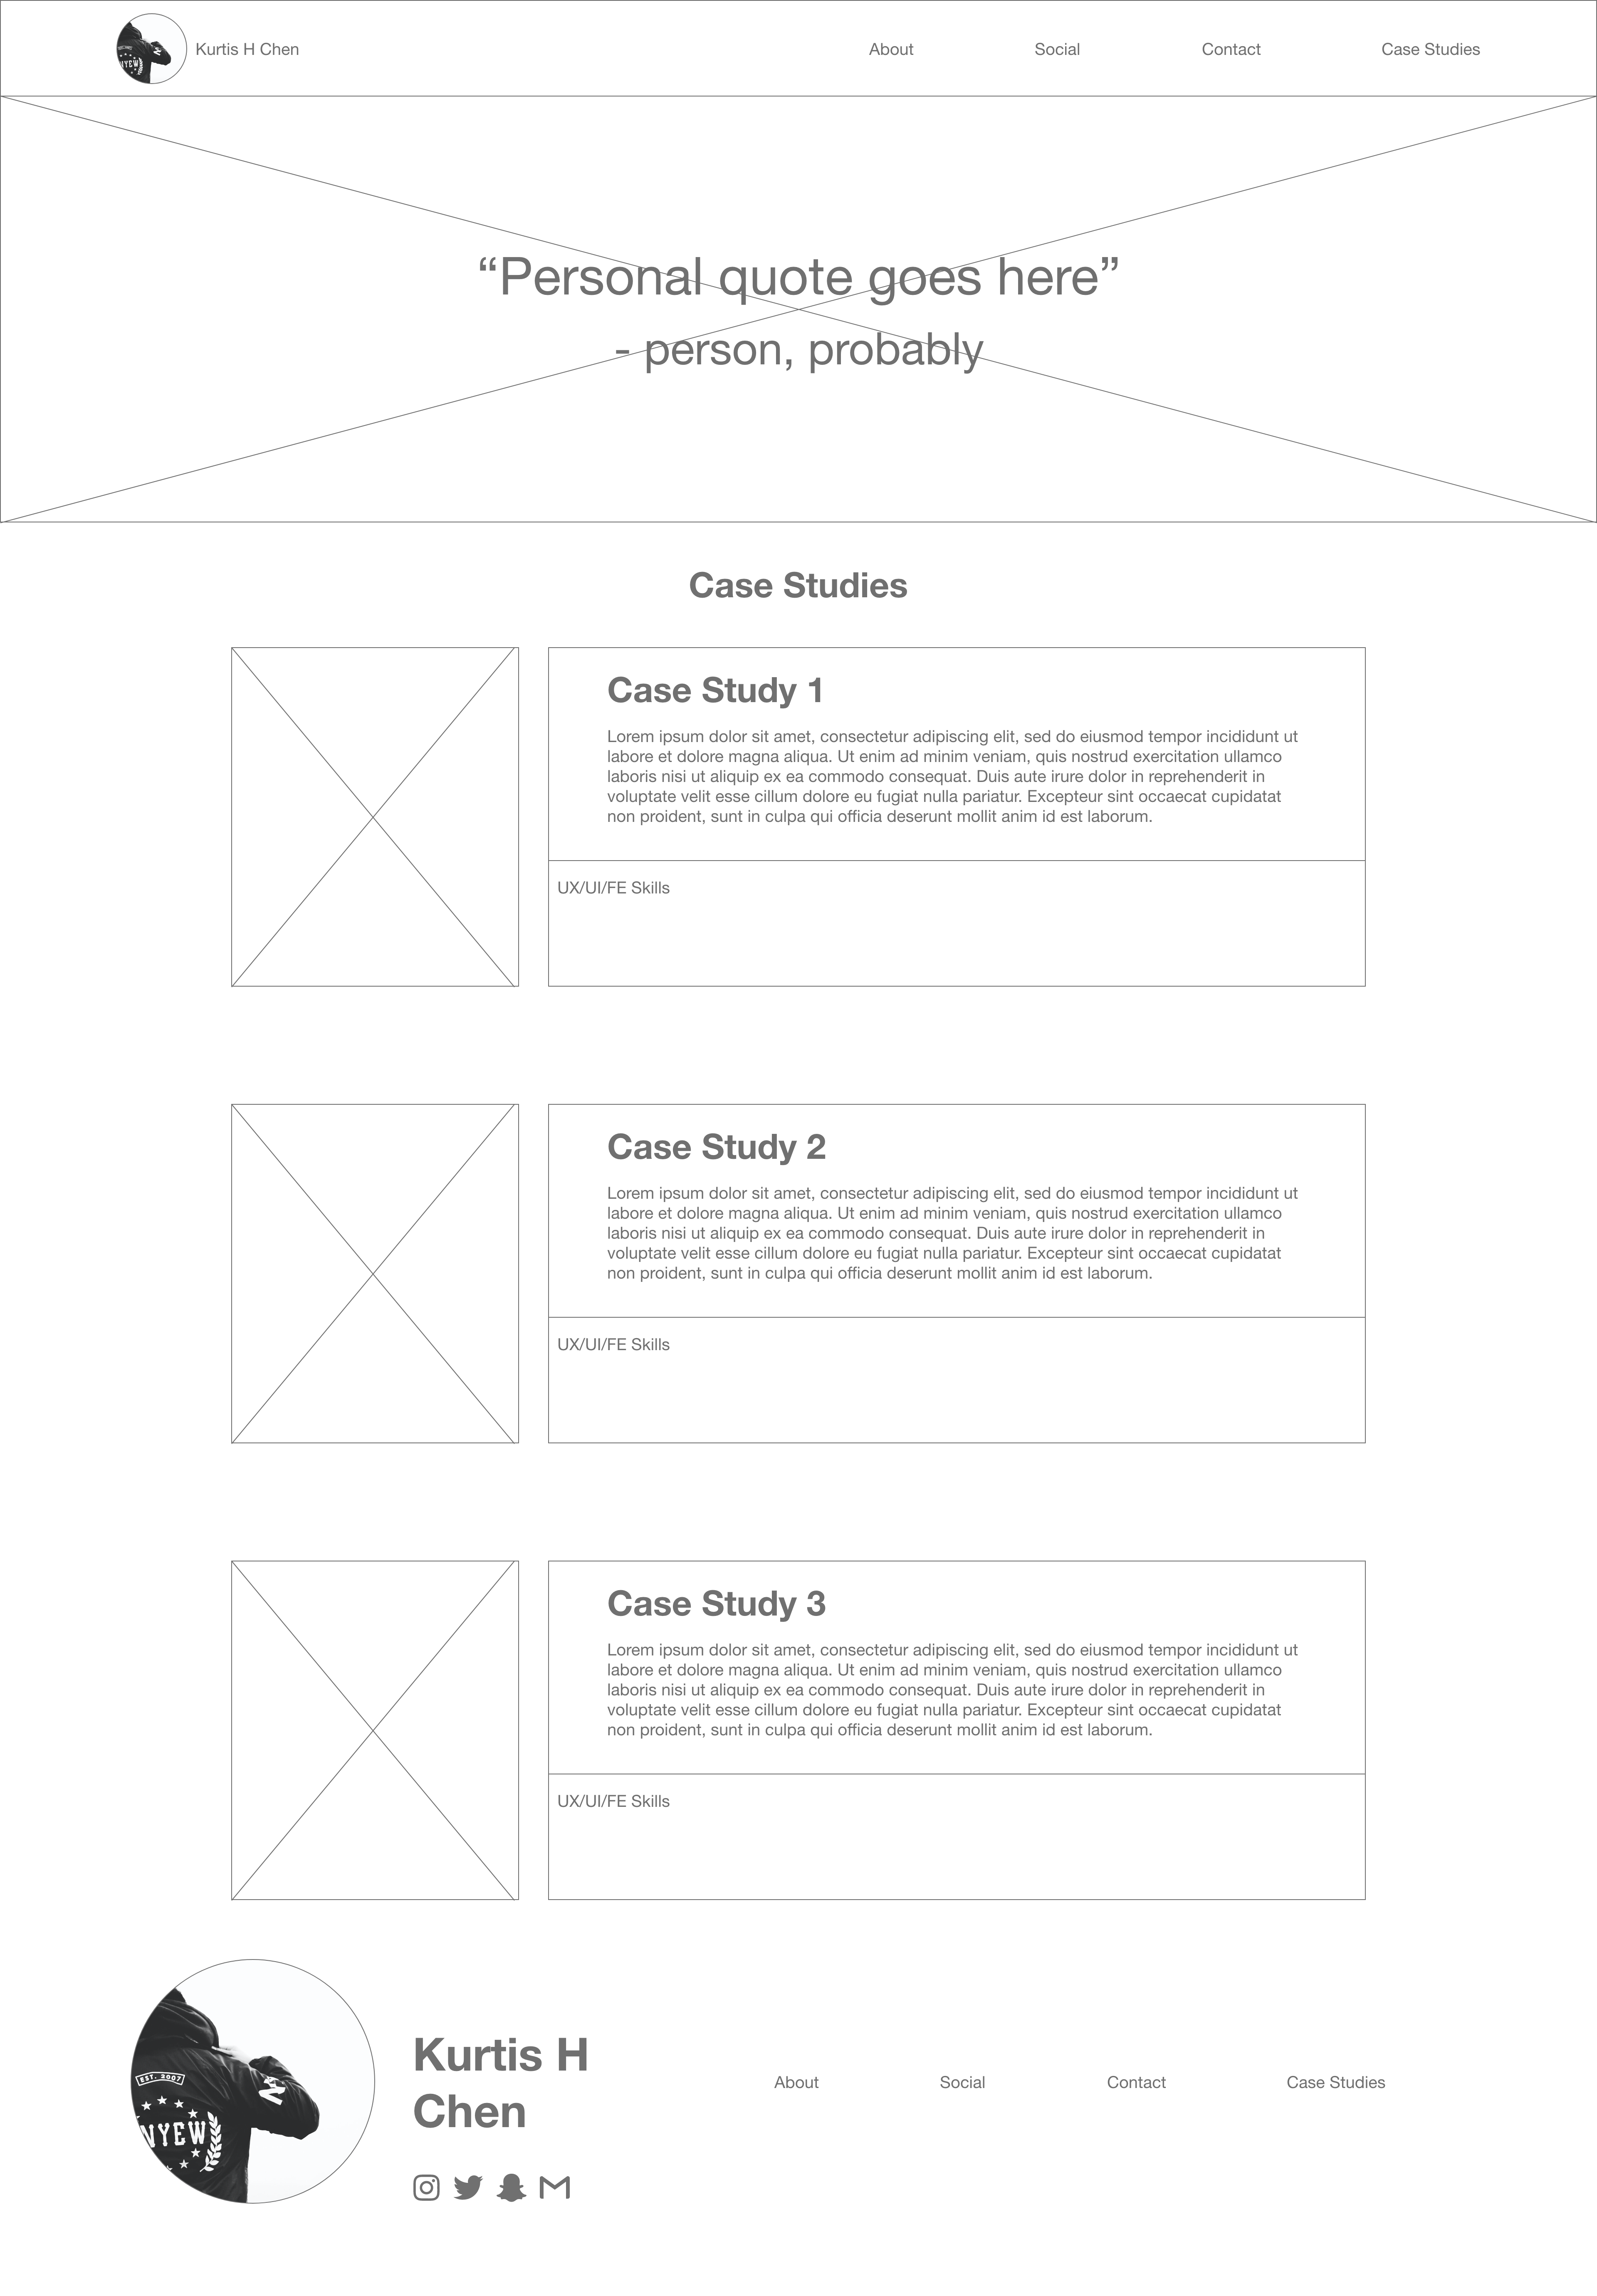 NYEW
Kurtis H Chen
About
Social
Contact
Case Studies
“Personal quote goes here”
- person, probably
Case Studies
Case Study 1
Lorem ipsum dolor sit amet, consectetur adipiscing elit, sed do eiusmod tempor incididunt ut
labore et dolore magna aliqua. Ut enim ad minim veniam, quis nostrud exercitation ullamco
laboris nisi ut aliquip ex ea commodo consequat. Duis aute irure dolor in reprehenderit in
voluptate velit esse cillum dolore eu fugiat nulla pariatur. Excepteur sint occaecat cupidatat
non proident, sunt in culpa qui officia deserunt mollit anim id est laborum.
UX/UI/FE Skills
Case Study 2
Lorem ipsum dolor sit amet, consectetur adipiscing elit, sed do eiusmod tempor incididunt ut
labore et dolore magna aliqua. Ut enim ad minim veniam, quis nostrud exercitation ullamco
laboris nisi ut aliquip ex ea commodo consequat. Duis aute irure dolor in reprehenderit in
voluptate velit esse cillum dolore eu fugiat nulla pariatur. Excepteur sint occaecat cupidatat
non proident, sunt in culpa qui officia deserunt mollit anim id est laborum.
UX/UI/FE Skills
Case Study 3
Lorem ipsum dolor sit amet, consectetur adipiscing elit, sed do eiusmod tempor incididunt ut
labore et dolore magna aliqua. Ut enim ad minim veniam, quis nostrud exercitation ullamco
laboris nisi ut aliquip ex ea commodo consequat. Duis aute irure dolor in reprehenderit in
voluptate velit esse cillum dolore eu fugiat nulla pariatur. Excepteur sint occaecat cupidatat
non proident, sunt in culpa qui officia deserunt mollit anim id est laborum.
UX/UI/FE Skills
EST. 2007
NYEW
Kurtis H
Chen
About
Social
Contact
Case Studies